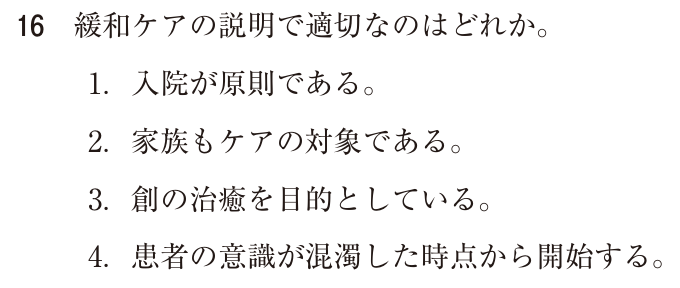 16 緩和ケアの説明で適切なのはどれか。
1. 入院が原則である。
2. 家族もケアの対象である。
3. 創の治癒を目的としている。
4. 患者の意識が混濁した時点から開始する。